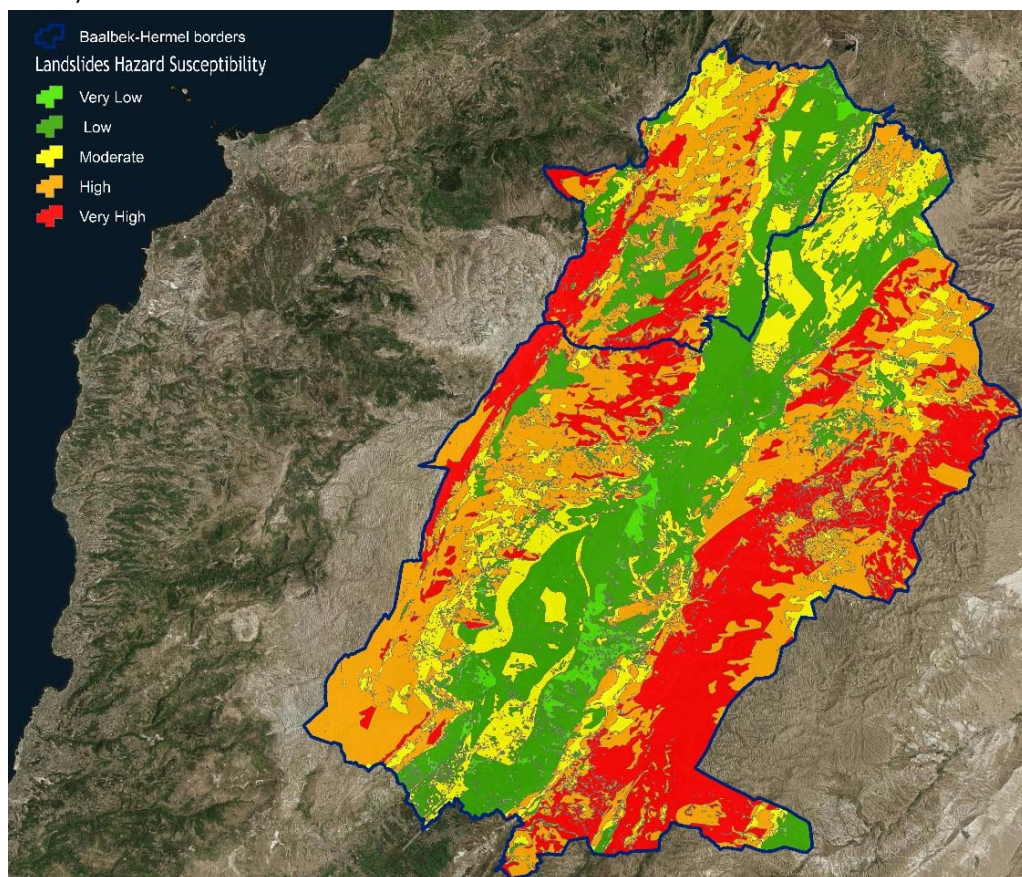 Baalbek-Hermel borders
Landslides Hazard Susceptibility
Very Low
Low
Moderate
High
Very High